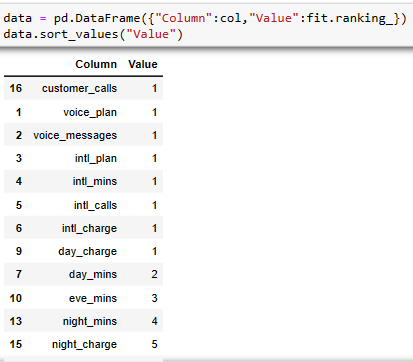 data = pd.DataFrame({"Column":col,"Value":fit.ranking_})
data.sort_values("Value")
Column Value
16 customer_calls 1
1 voice_plan 1
2 voice_messages 1
3 intl_plan 1
4 intl_mins 1
5 intl_calls 1
6 intl_charge 1
9 day_charge 1
7 day_mins 2
10 eve_mins 3
13 night_mins 4
15 night_charge 5